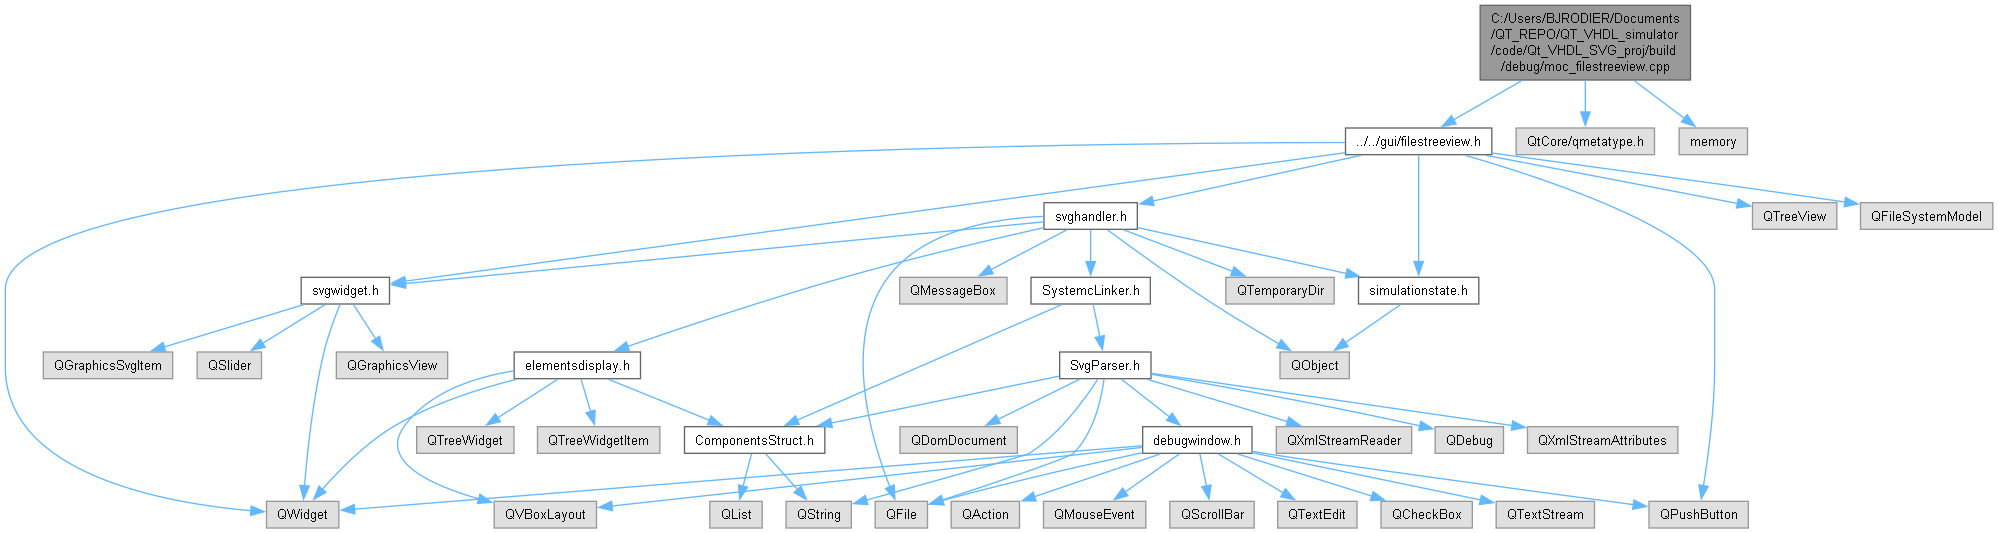 C:/Users/BJRODIER/Documents
/QT_REPO/QT_VHDL_simulator
/code/Qt_VHDL_SVG_proj/build
/debug/moc_filestreeview.cpp
../../gui/filestreeview.h
QtCore/qmetatype.h
memory
svghandler.h
QTreeView
QFileSystemModel
svgwidget.h
QMessageBox
SystemcLinker.h
QTemporaryDir
simulationstate.h
QGraphicsSvgItem
QSlider
QGraphicsView
elementsdisplay.h
SvgParser.h
QObject
QTreeWidget
QTreeWidgetItem
ComponentsStruct.h
QDomDocument
debugwindow.h
QXmlStreamReader
QDebug
QXmlStreamAttributes
QWidget
QVBoxLayout
QList
QString
QFile
QAction
QMouseEvent
QScrollBar
QTextEdit
QCheckBox
QTextStream
QPushButton